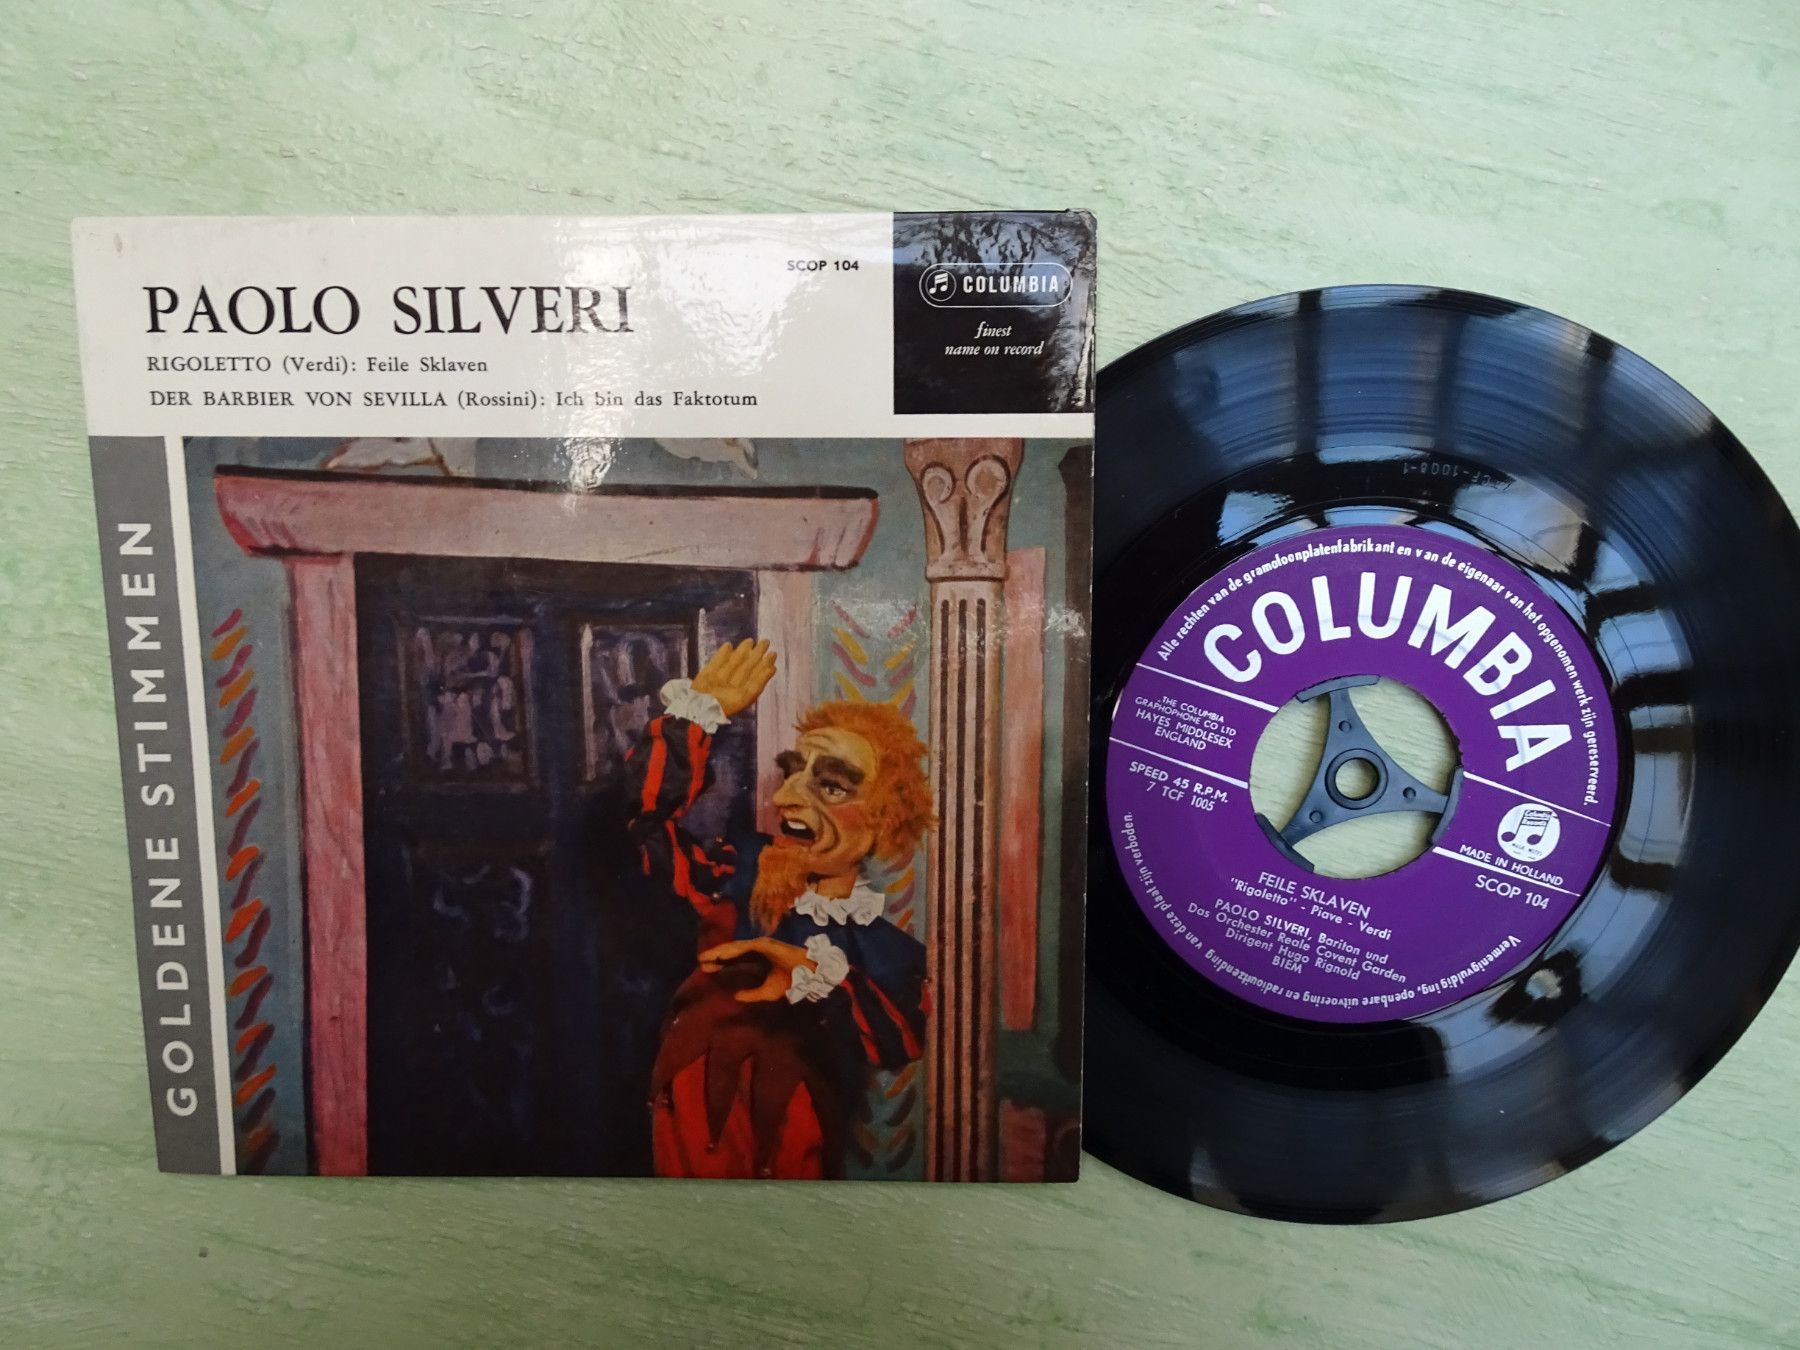 SCOP 104
PAOLO SILVERI
RIGOLETTO (Verdi): Feile Sklaven
DER BARBIER VON SEVILLA (Rossini): Ich bin das Faktotum
COLUMBIA
finest
name on record
GOLDENE STIMMEN
Alle rechten van de gramofoonplatenfabrikant en van de eigenaar van het opgenomen werk zijn gereserveerd.
COLUMBIA
THE COLUMBIA
GRAPHOPHONE CO LTD
HAYES MIDDLESEX
ENGLAND
SPEED 45 R.P.M.
7 TCF 1005
Columbia
Records
MADE IN HOLLAND
SCOP 104
FEILE SKLAVEN
"Rigoletto" - Piave - Verdi
PAOLO SILVERI, Bariton und
Das Orchester Reale Covent Garden
Dirigent Hugo Rignold
BIEM
Vermenigvuldiging, openbare uitvoering en radiouitzending van deze plaat zijn verboden.